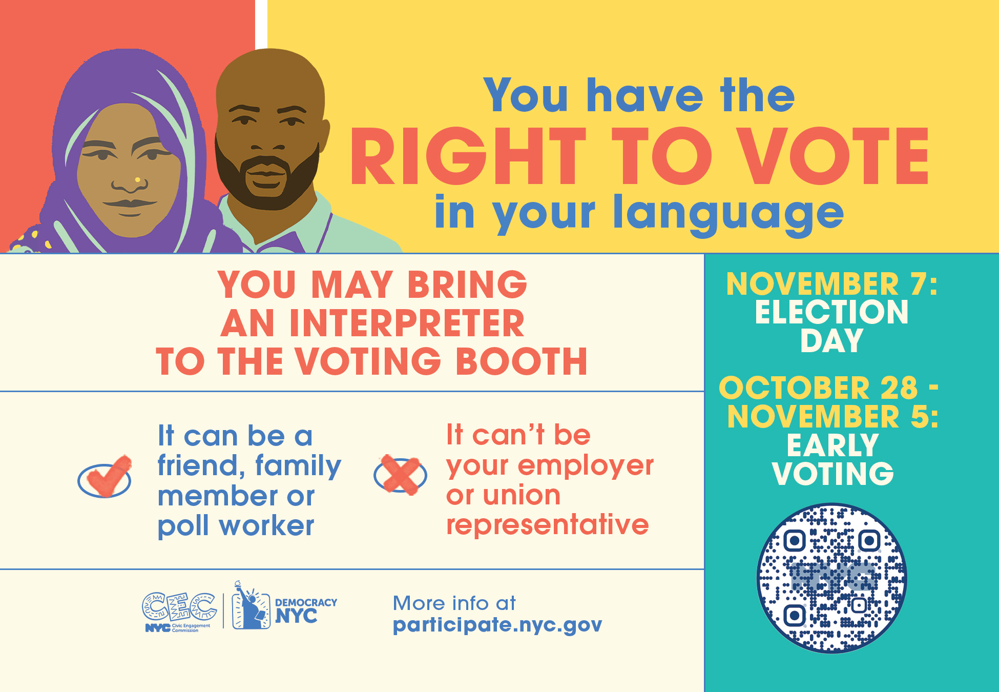 You have the
RIGHT TO VOTE
in your language
YOU MAY BRING
AN INTERPRETER
TO THE VOTING BOOTH
It can be a
friend, family
member or
poll worker
It can't be
your employer
or union
representative
CEC
NYC Civic Engagement
Commission
DEMOCRACY
NYC
More info at
participate.nyc.gov
NOVEMBER 7:
ELECTION
DAY
OCTOBER 28 -
NOVEMBER 5:
EARLY
VOTING
NYC